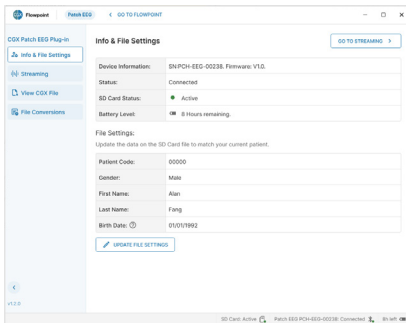 Flowpoint
Patch EEG
GO TO FLOWPOINT
CGX Patch EEG Plug-in
Info & File Settings
Streaming
View CGX File
File Conversions
v1.2.0
Info & File Settings
GO TO STREAMING
Device Information: SN:PCH-EEG-00238. Firmware: V1.0.
Status: Connected
SD Card Status: Active
Battery Level: 8 Hours remaining.
File Settings:
Update the data on the SD Card file to match your current patient.
Patient Code: 00000
Gender: Male
First Name: Alan
Last Name: Fang
Birth Date: 01/01/1992
UPDATE FILE SETTINGS
SD Card: Active Patch EEG PCH-EEG-00238: Connected 8h left